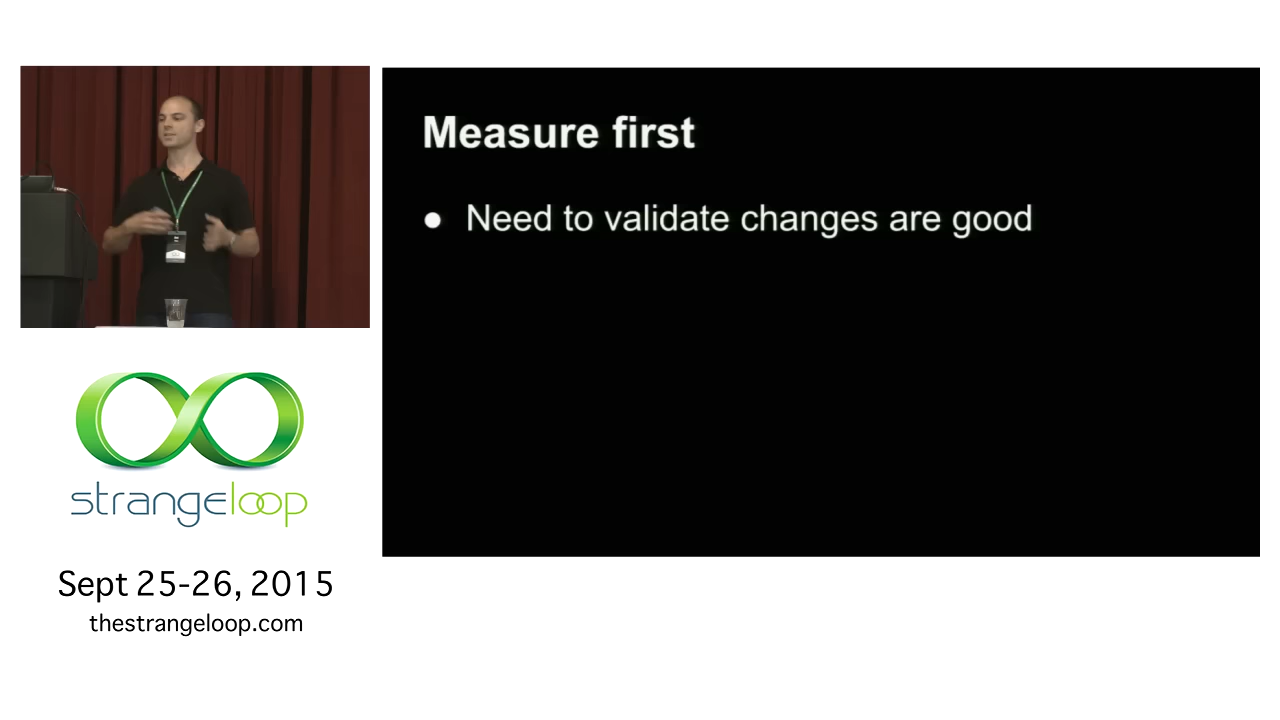 Measure first
● Need to validate changes are good
strangeloop
Sept 25-26, 2015
thestrangeloop.com